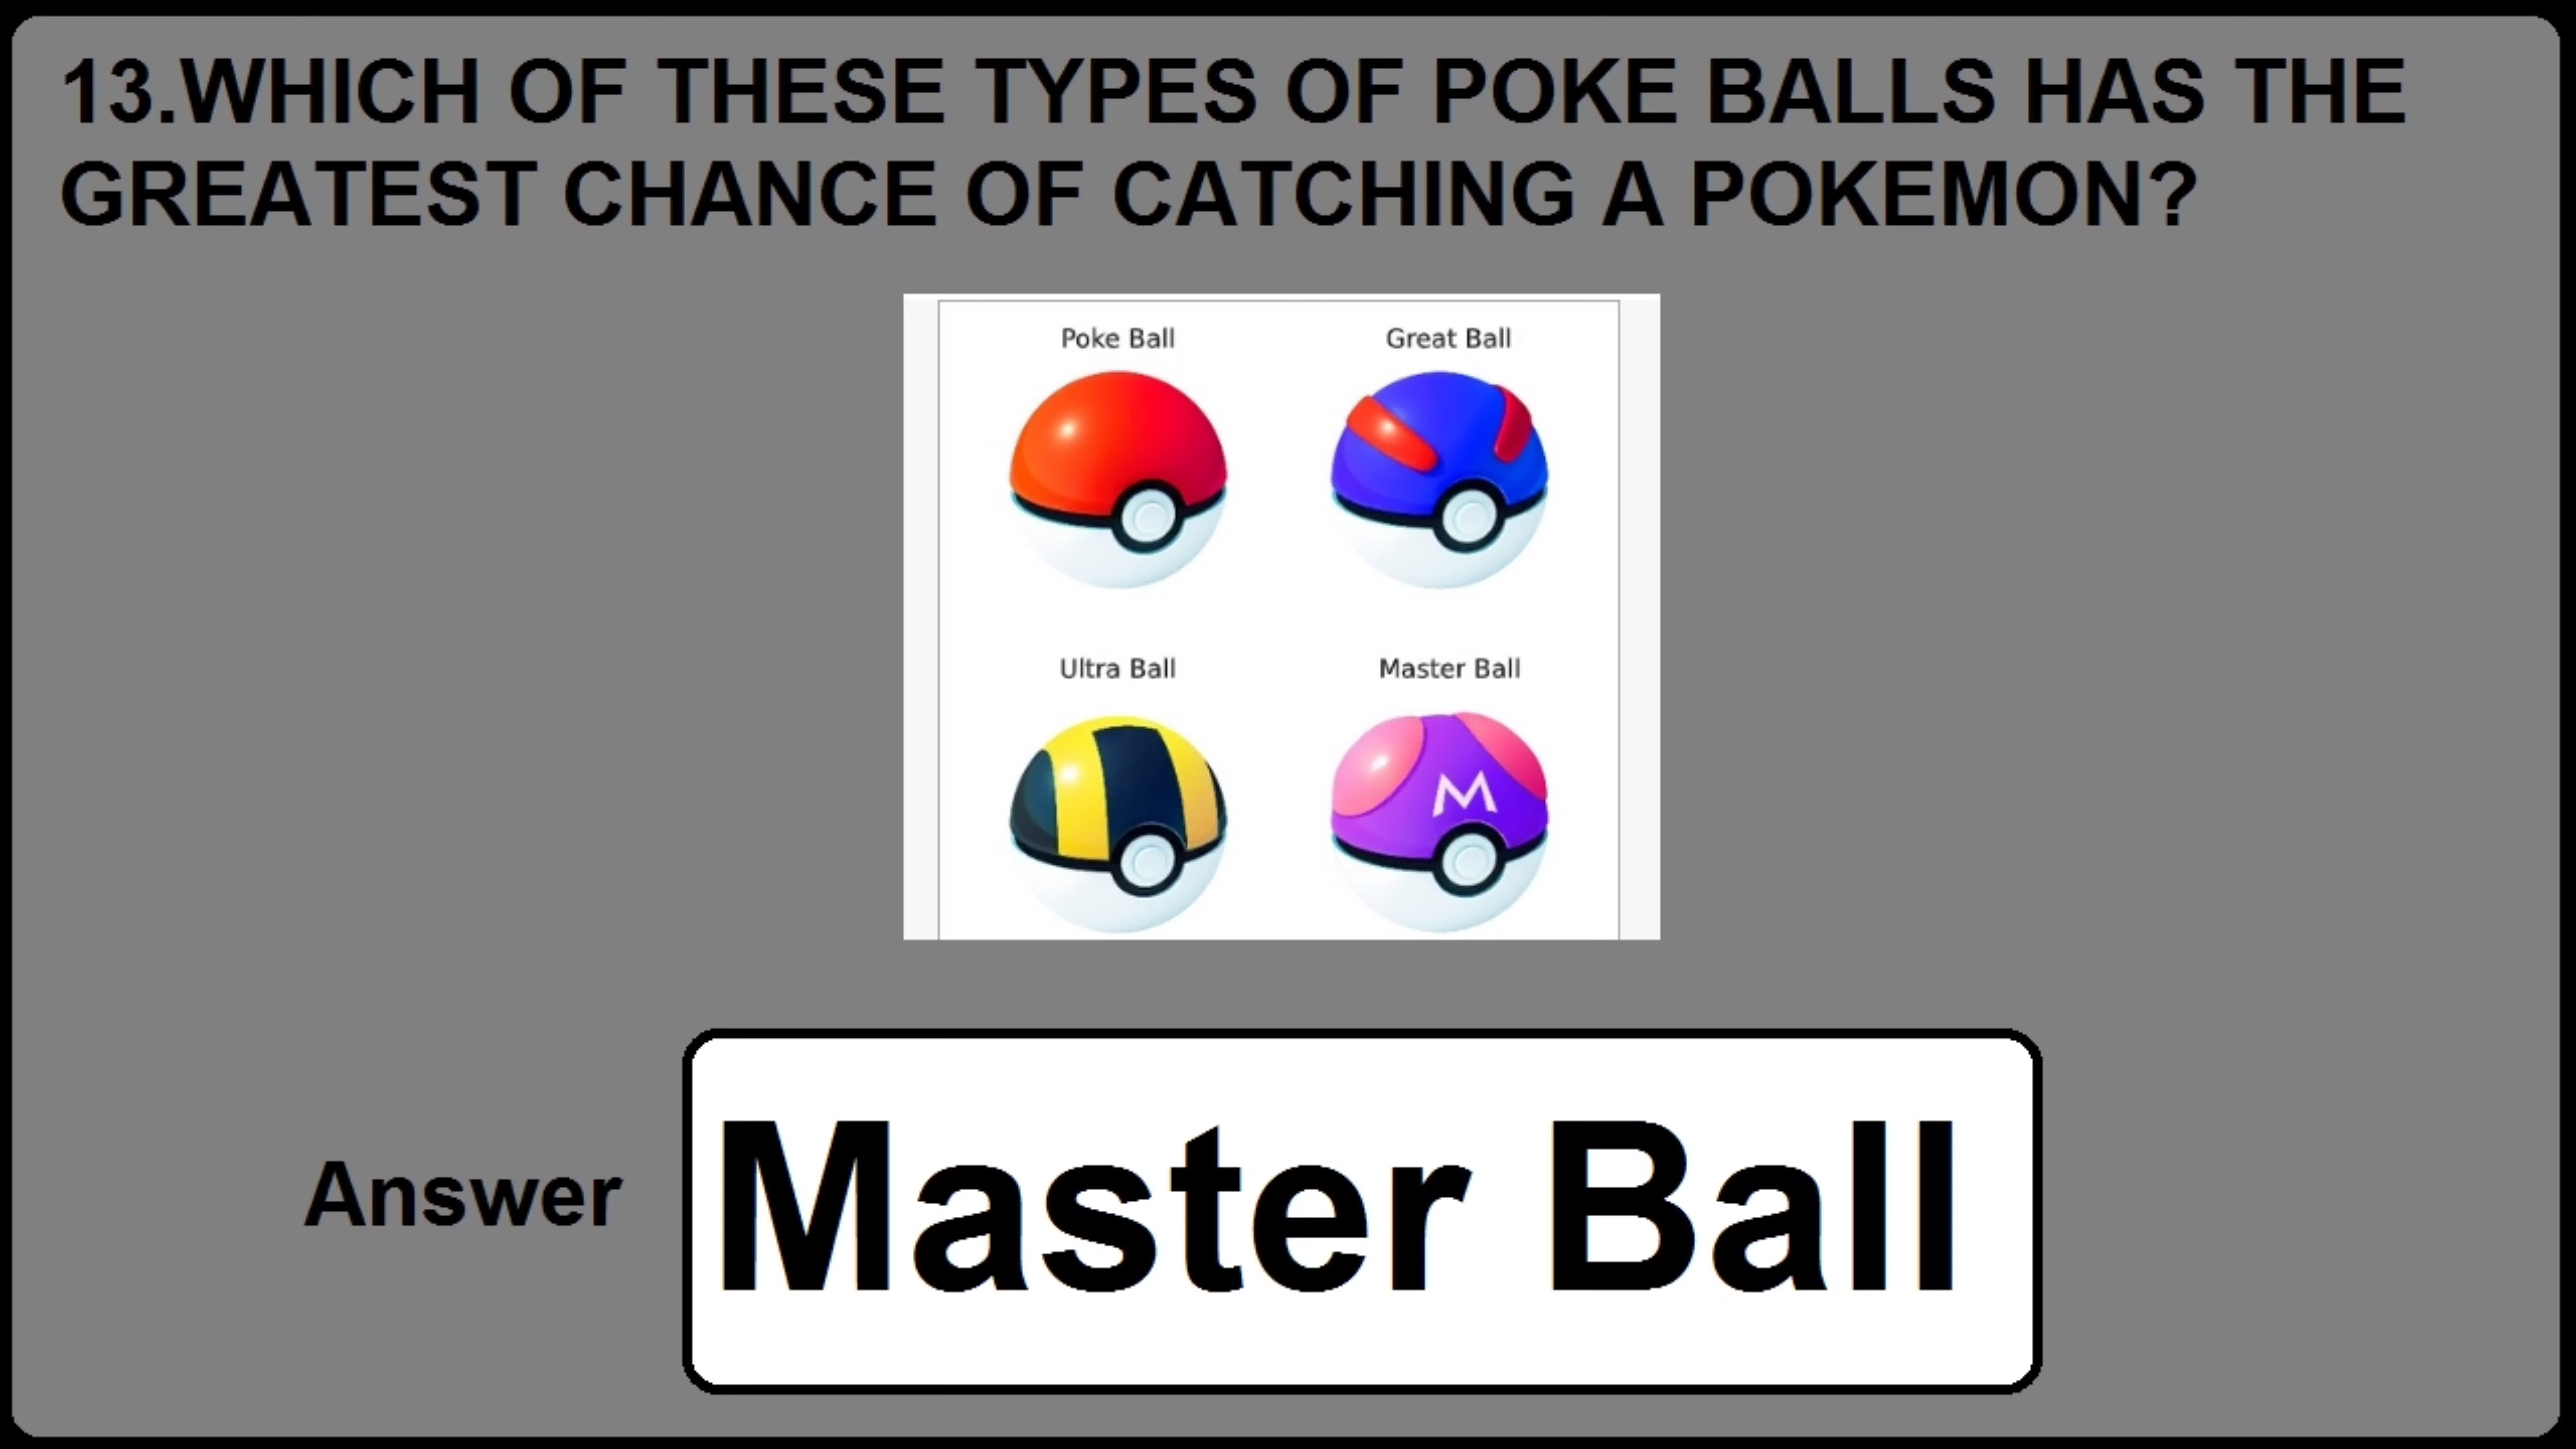 13.WHICH OF THESE TYPES OF POKE BALLS HAS THE
GREATEST CHANCE OF CATCHING A POKEMON?
Poke Ball
Great Ball
Ultra Ball
Master Ball
M
Answer
Master Ball